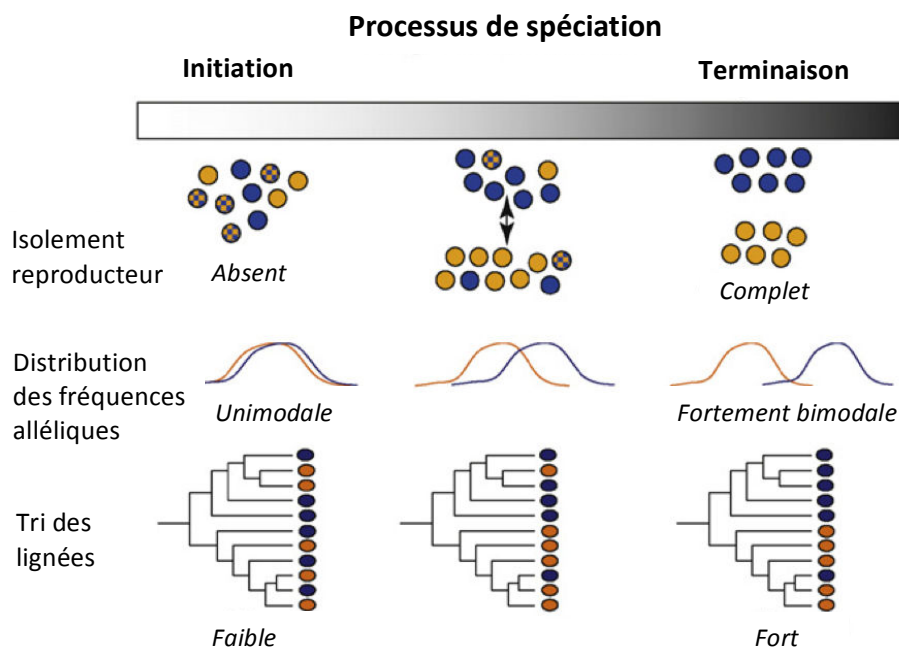 Processus de spéciation
Initiation
Terminaison
Isolement
reproducteur
Absent
Complet
Distribution
des fréquences
alléliques
Unimodale
Fortement bimodale
Tri des
lignées
Faible
Fort